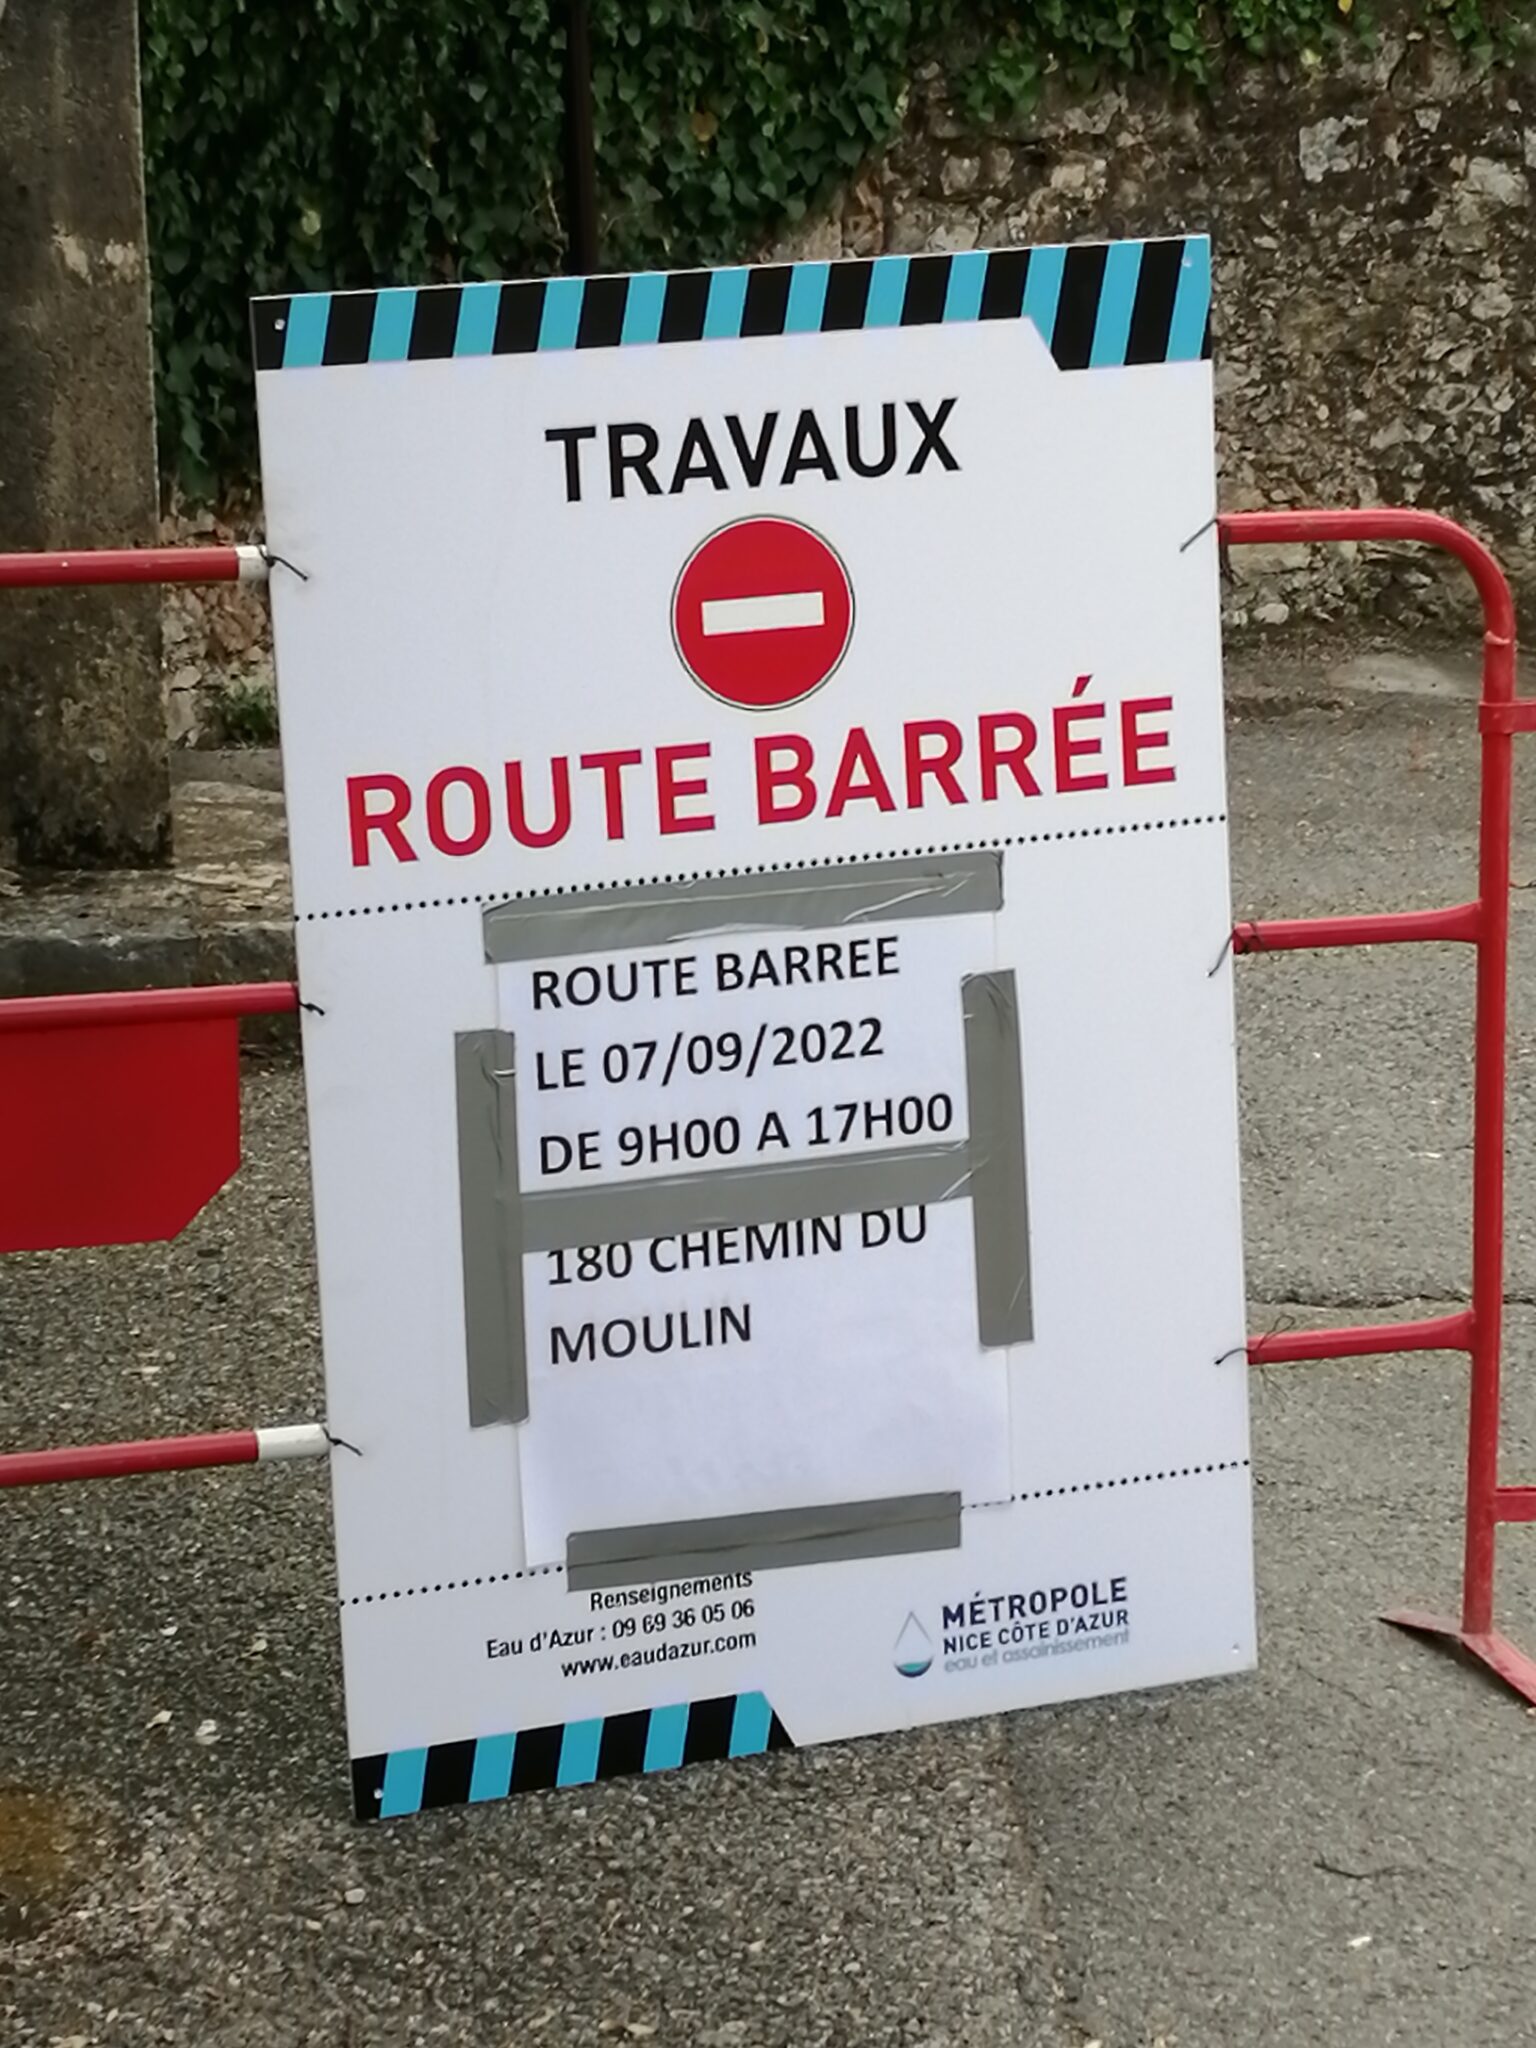 TRAVAUX
ROUTE BARRÉE
ROUTE BARREE
LE 07/09/2022
DE 9H00 A 17H00
180 CHEMIN DU
MOULIN
Renseignements
Eau d'Azur : 09 69 36 05 06
www.eaudazur.com
MÉTROPOLE
NICE CÔTE D'AZUR
eau et assainissement